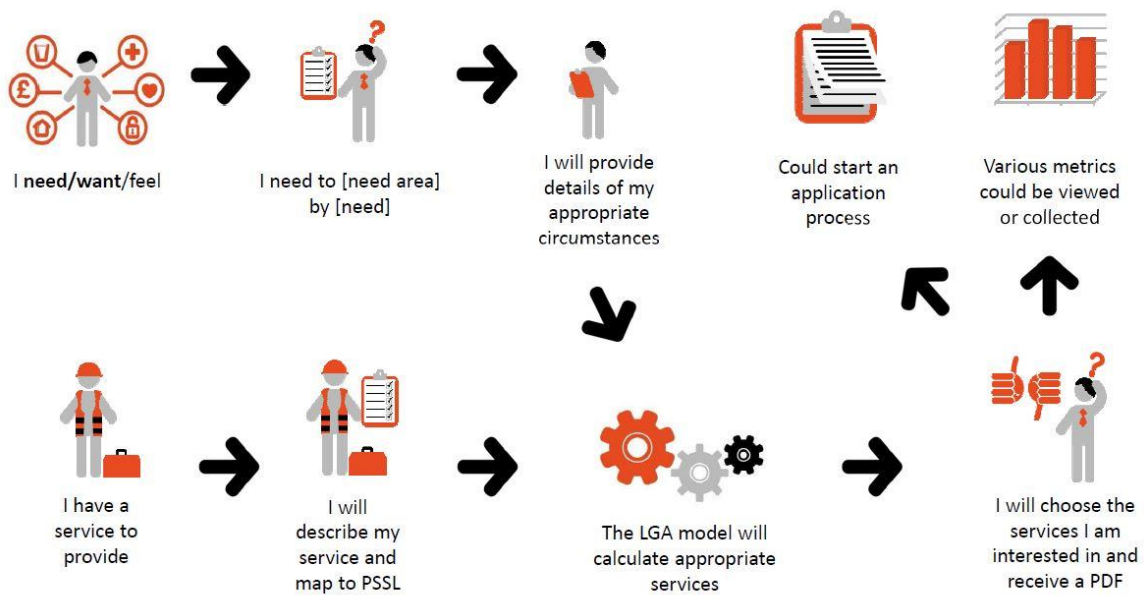 I need/want/feel
I need to [need area]
by [need]
I will provide
details of my
appropriate
circumstances
Could start an
application
process
Various metrics
could be viewed
or collected
I have a
service to
provide
I will
describe my
service and
map to PSSL
The LGA model will
calculate appropriate
services
I will choose the
services I am
interested in and
receive a PDF